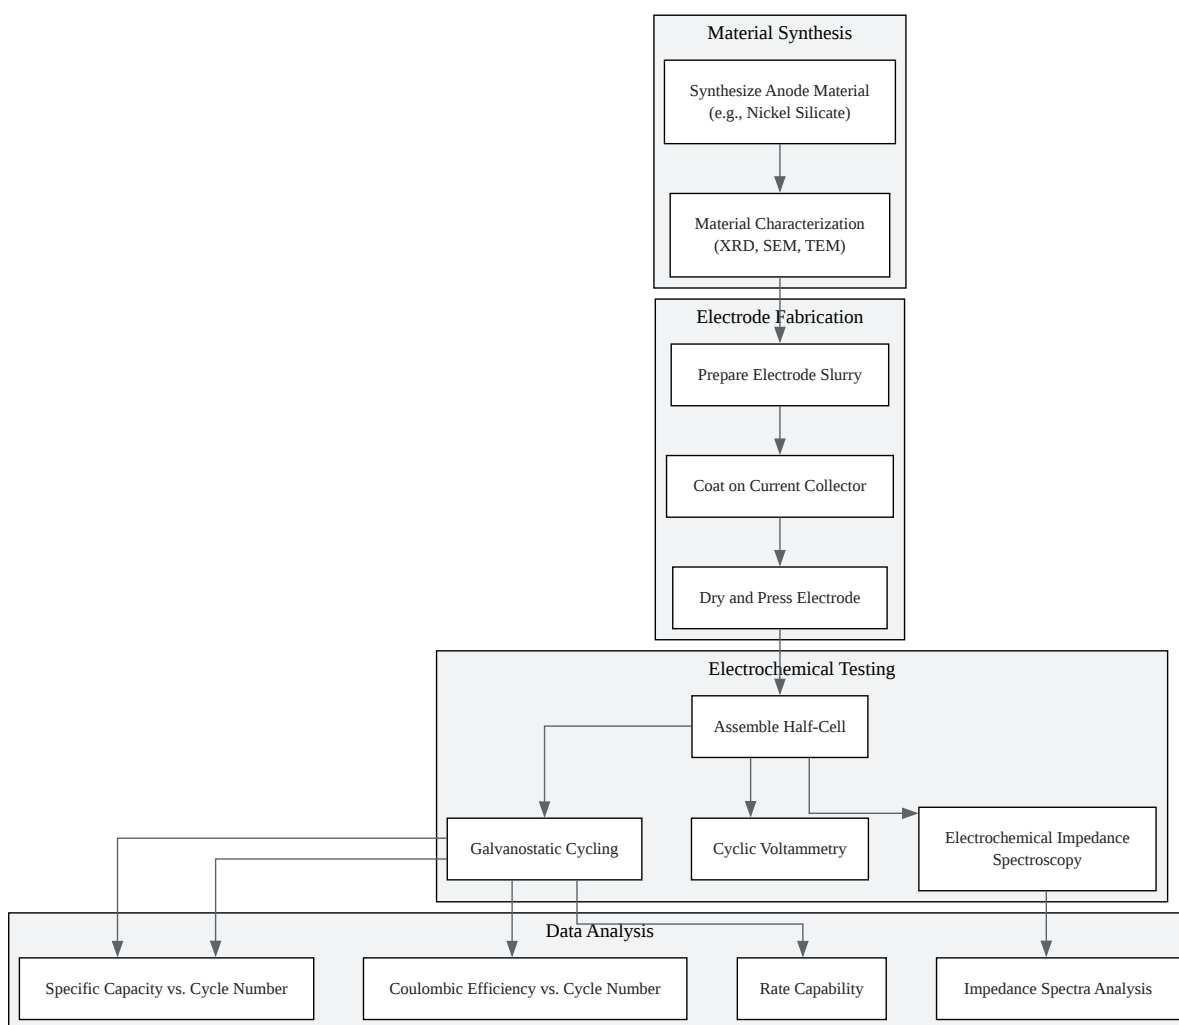 Material Synthesis
Synthesize Anode Material
(e.g., Nickel Silicate)
Material Characterization
(XRD, SEM, TEM)
Electrode Fabrication
Prepare Electrode Slurry
Coat on Current Collector
Dry and Press Electrode
Electrochemical Testing
Assemble Half-Cell
Galvanostatic Cycling
Cyclic Voltammetry
Electrochemical Impedance
Spectroscopy
Data Analysis
Specific Capacity vs. Cycle Number
Coulombic Efficiency vs. Cycle Number
Rate Capability
Impedance Spectra Analysis